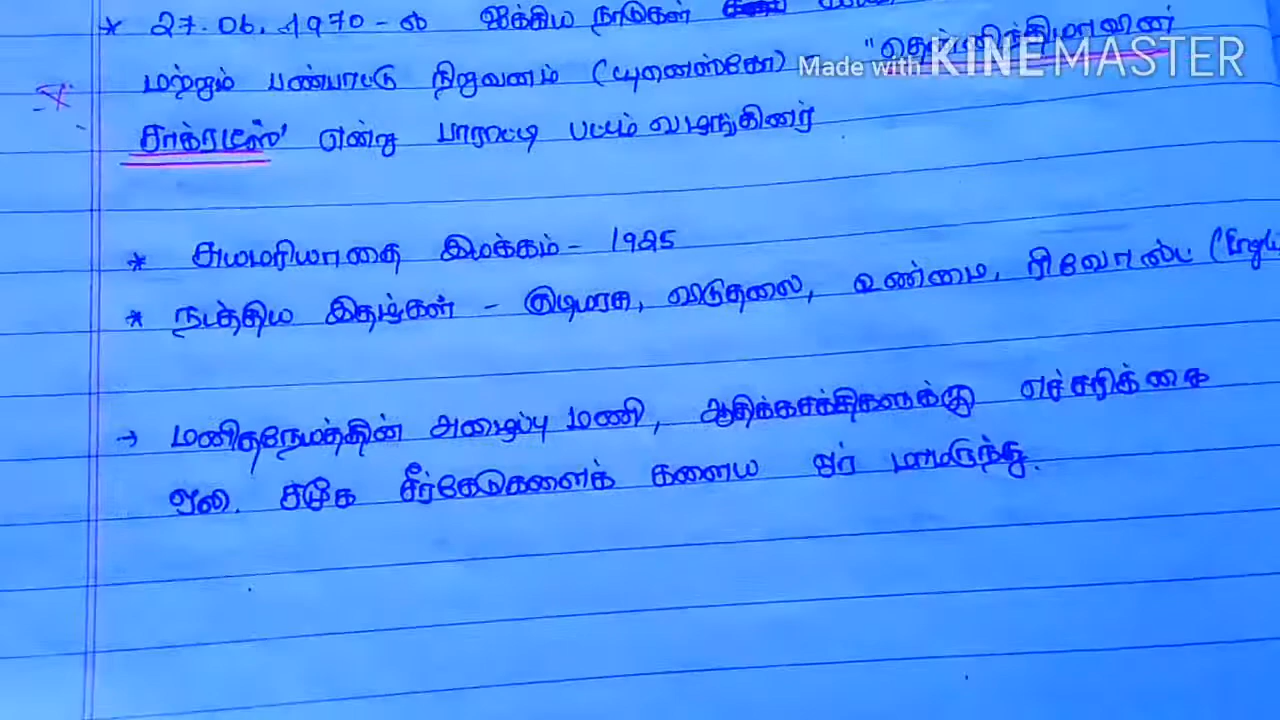 * 27.06.1970-ல் ஐக்கிய நாடுகள்
மற்றும் பண்பாட்டு நிறுவனம் (யுனெஸ்கோ) "தென்னிந்தியாவின்
Made with KINEMASTER
சாக்ரடீஸ்' என்று பாராட்டி பட்டம் வழங்கினர்
* சுயமரியாதை இயக்கம் - 1925
* நடத்திய இதழ்கள் - குடியரசு, விடுதலை, உண்மை, ரிவோல்ட் (Engli
→ மனிதநேயத்தின் அழைப்பு மணி, ஆதிக்கசக்திகளுக்கு எச்சரிக்கை
ஒலி. சமூக சீர்கேடுகளைக் களைய ஓர் மாமருந்து.